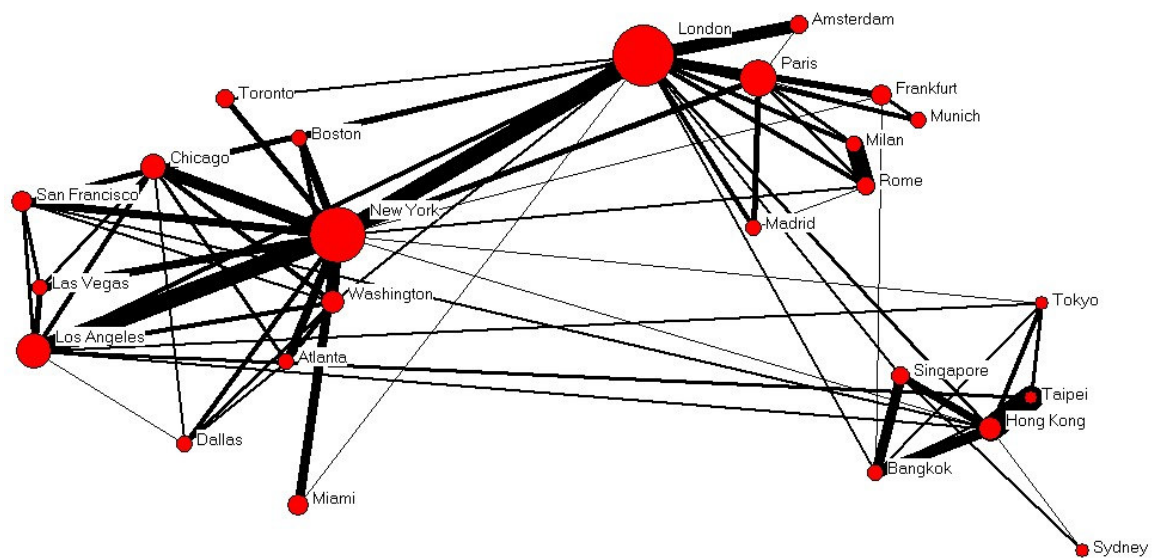 Amsterdam
London
Paris
Frankfurt
Toronto
Munich
Boston
Milan
Chicago
Rome
San Francisco
New York
Madrid
Las Vegas
Washington
Tokyo
Los Angeles
Atlanta
Singapore
Taipei
Hong Kong
Dallas
Bangkok
Miami
Sydney